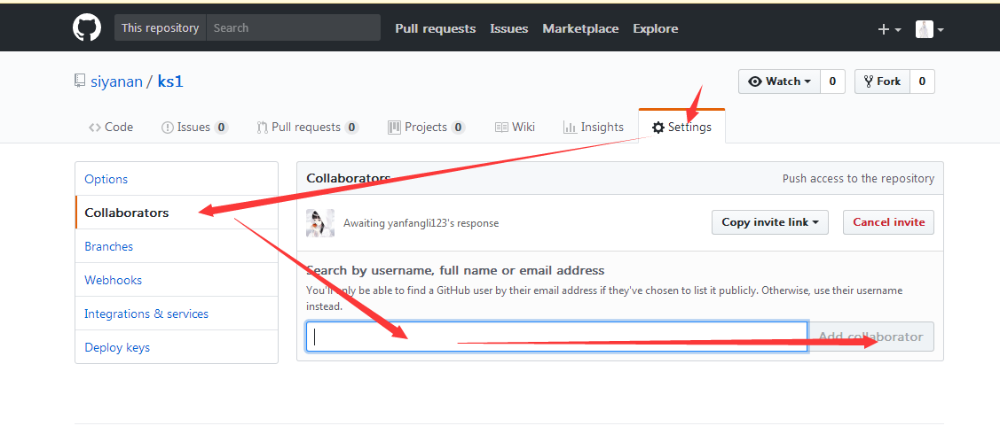 This repository Search Pull requests Issues Marketplace Explore
siyanan / ks1 Watch 0 Fork 0
Code Issues 0 Pull requests 0 Projects 0 Wiki Insights Settings
Options
Collaborators
Branches
Webhooks
Integrations & services
Deploy keys
Collaborators Push access to the repository
Awaiting yanfangli123's response Copy invite link Cancel invite
Search by username, full name or email address
You'll only be able to find a GitHub user by their email address if they've chosen to list it publicly. Otherwise, use their username
instead.
Add collaborator